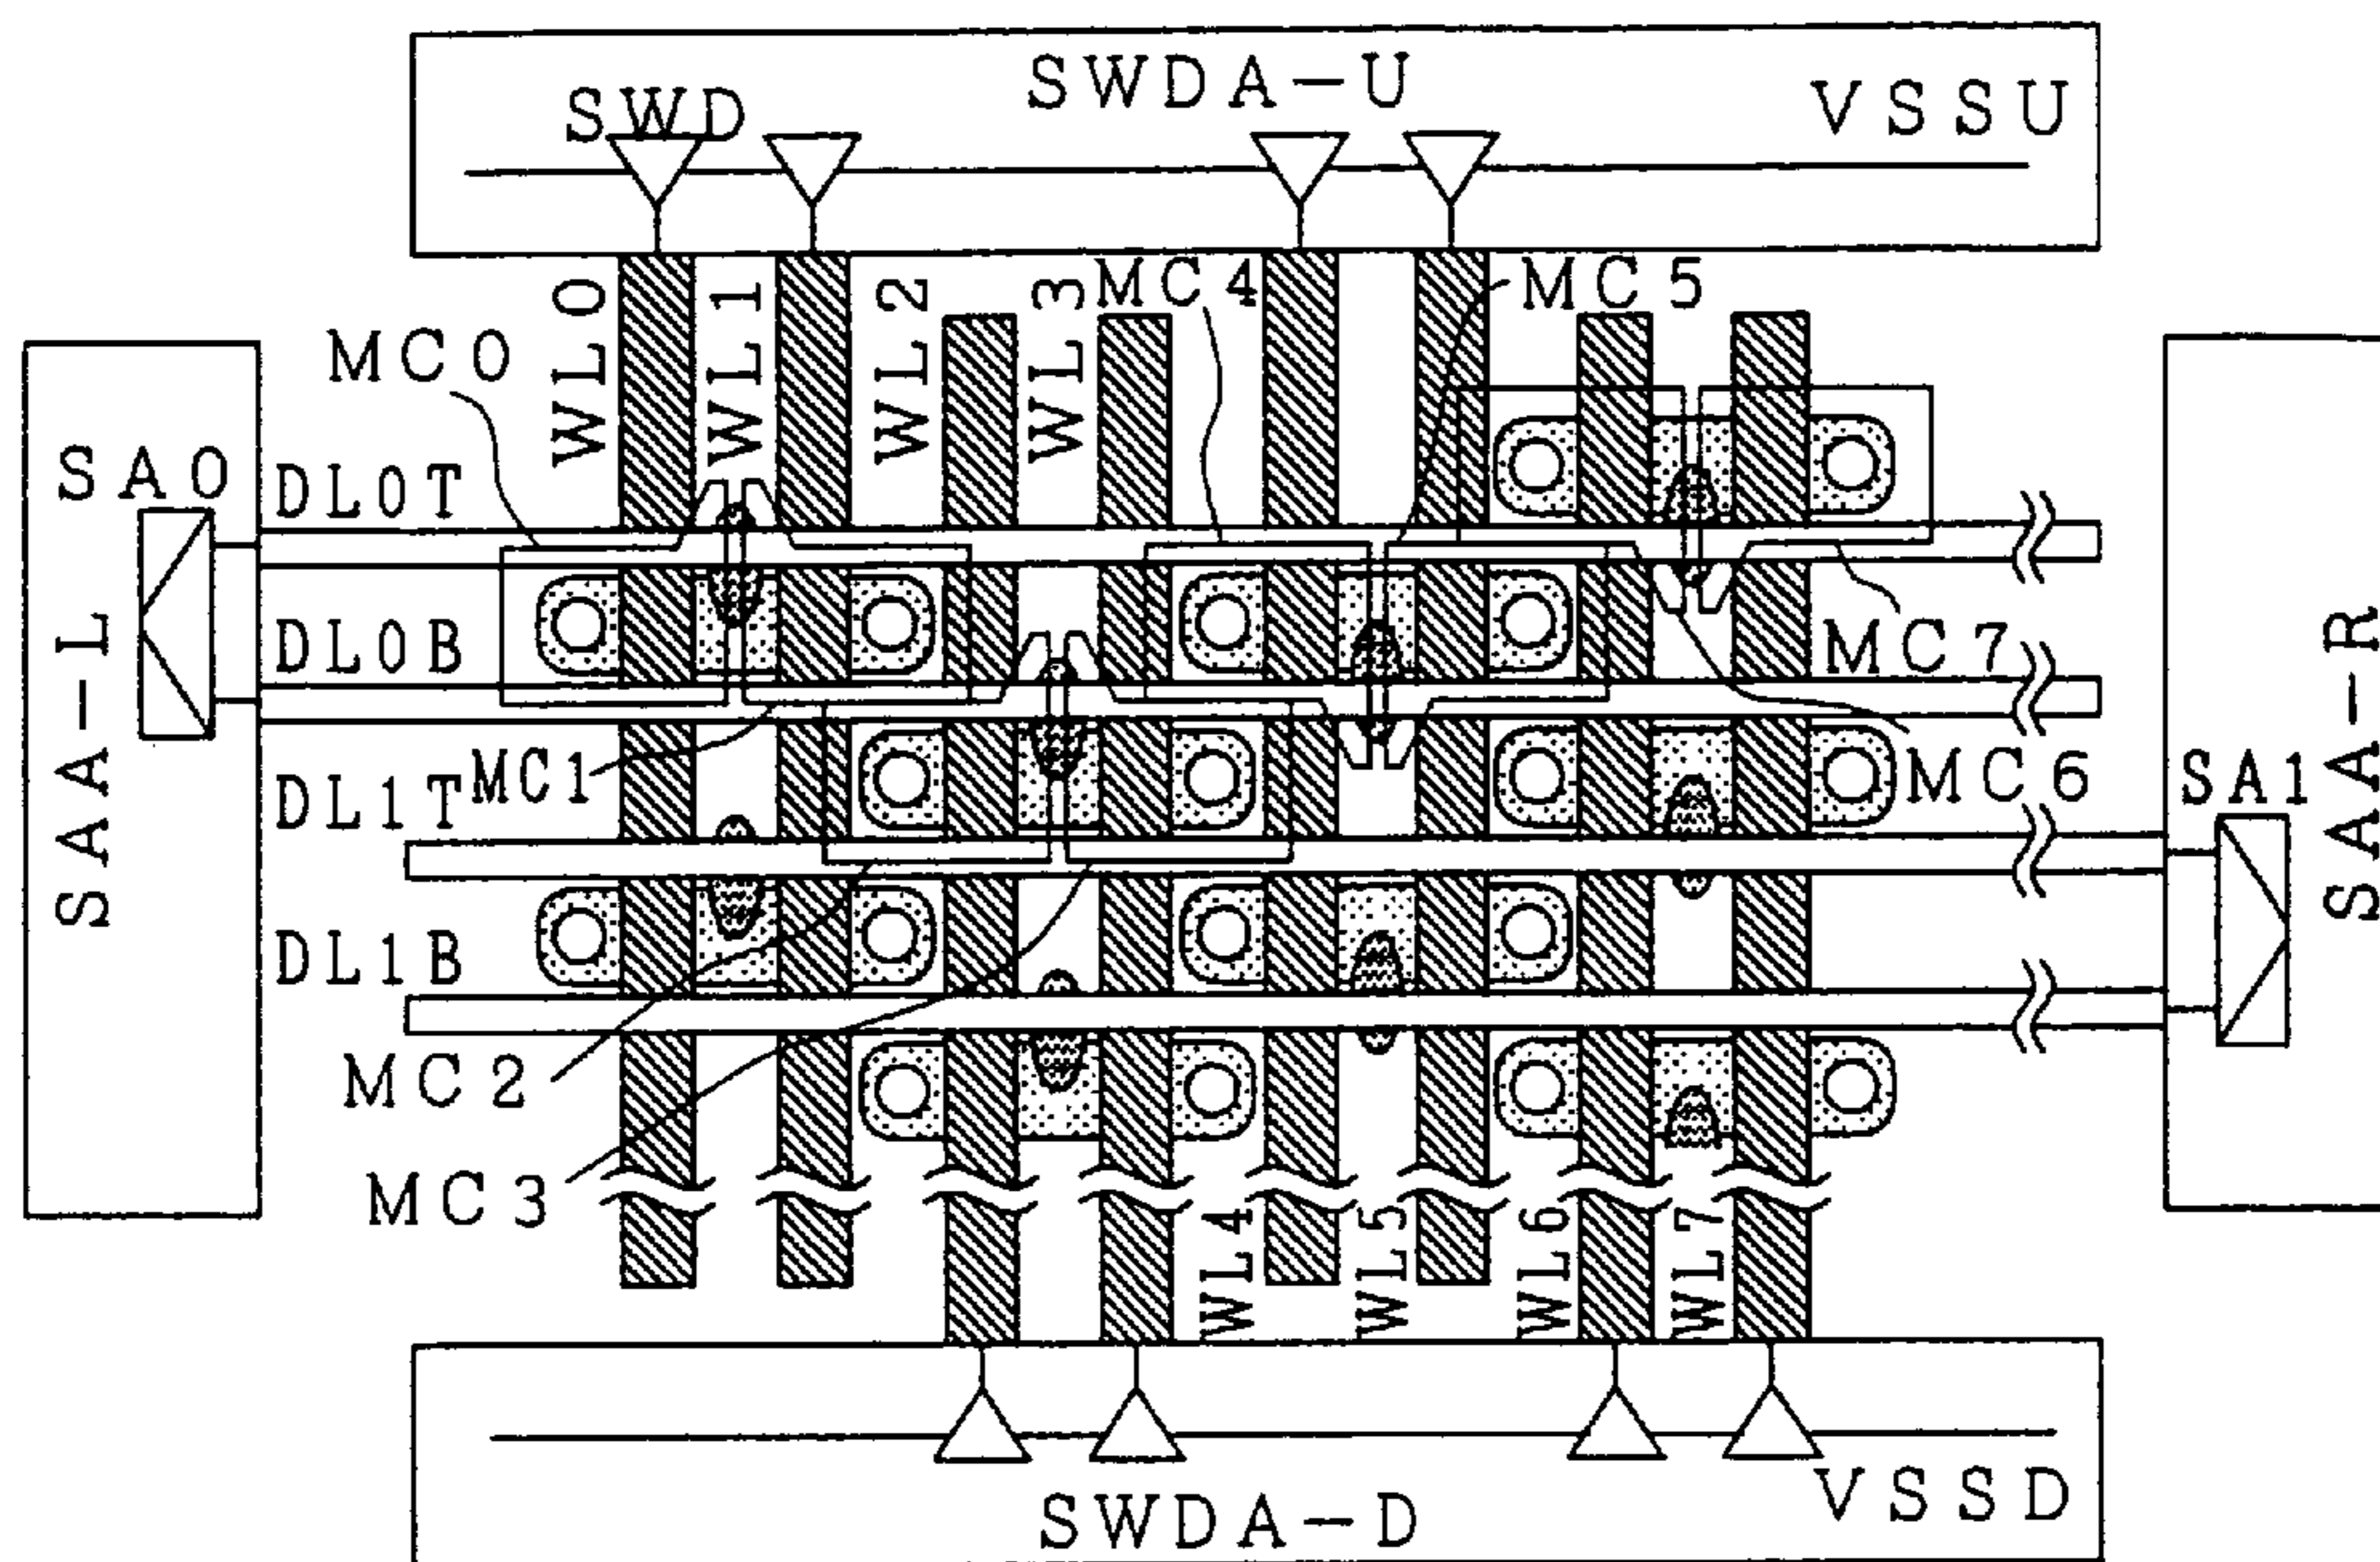 SWDA-U
SWD
VSSU
WL0
WL1
WL2
WL3
MC4
MC5
MC0
SA0
DL0T
SAA-L
DL0B
MC7
SAA-R
MC1
DL1T
MC6
SA1
DL1B
MC2
MC3
WL4
WL5
WL6
WL7
VSSD
SWDA-D